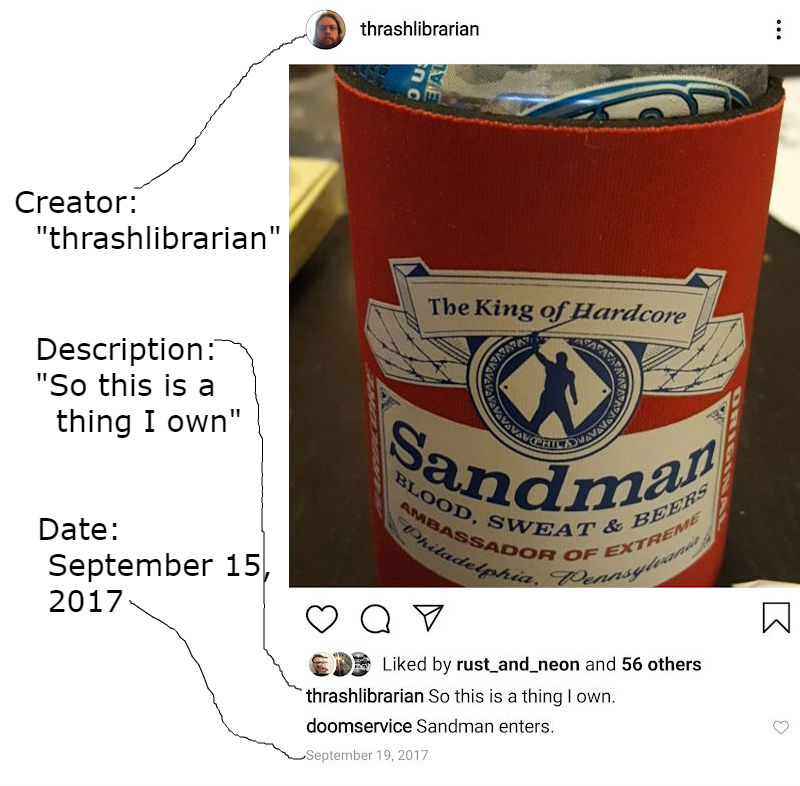 thrashlibrarian
Creator:
"thrashlibrarian"
Description:
"So this is a
thing I own"
Date:
September 15,
2017
The King of Hardcore
PHILA
Sandman
BLOOD, SWEAT & BEERS
AMBASSADOR OF EXTREME
Philadelphia, Pennsylvania
ORIGINAL
Liked by rust_and_neon and 56 others
thrashlibrarian So this is a thing I own.
doomservice Sandman enters.
September 19, 2017